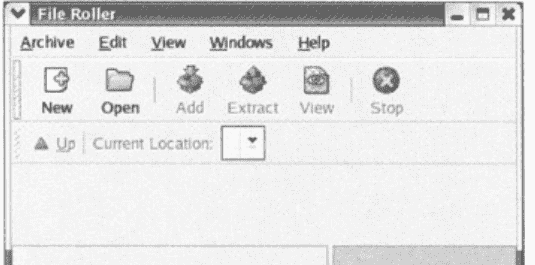 File Roller
Archive Edit View Windows Help
New Open Add Extract View Stop
Up Current Location: